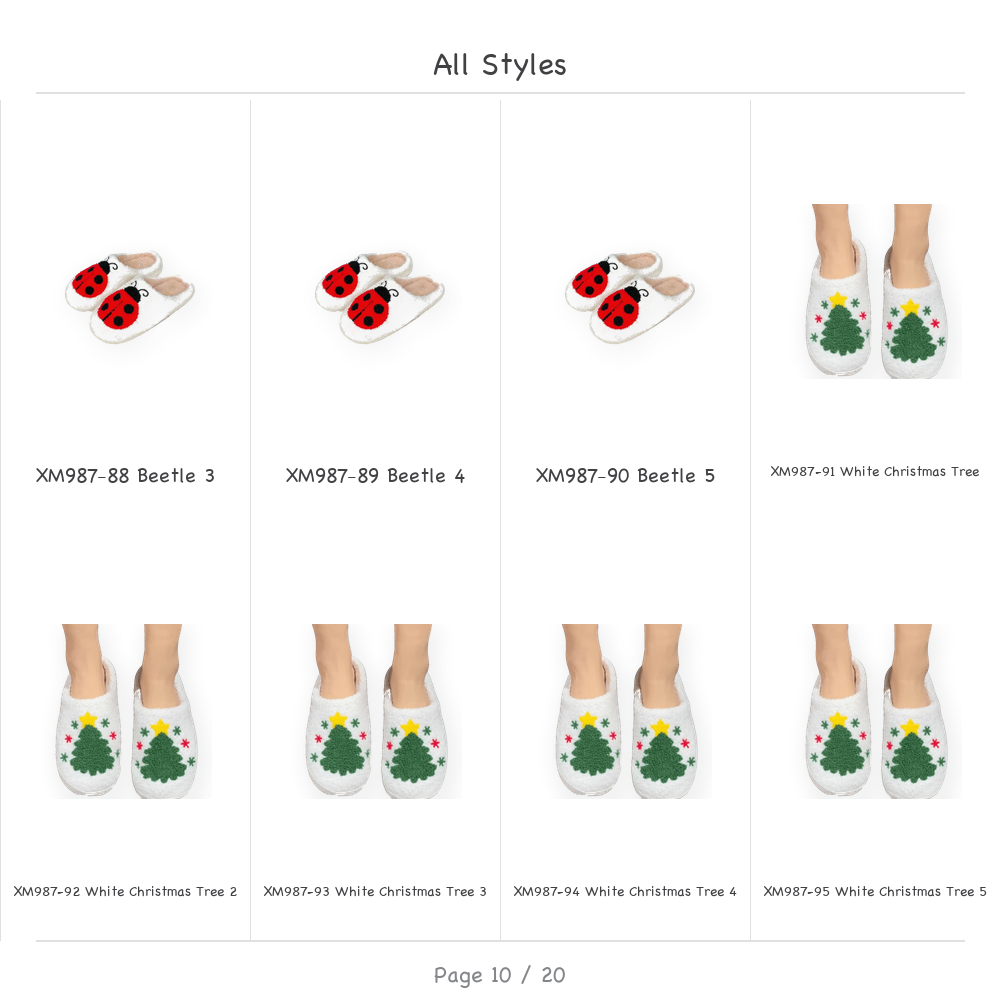 All Styles
XM987-88 Beetle 3
XM987-89 Beetle 4
XM987-90 Beetle 5
XM987-91 White Christmas Tree
XM987-92 White Christmas Tree 2
XM987-93 White Christmas Tree 3
XM987-94 White Christmas Tree 4
XM987-95 White Christmas Tree 5
Page 10 / 20